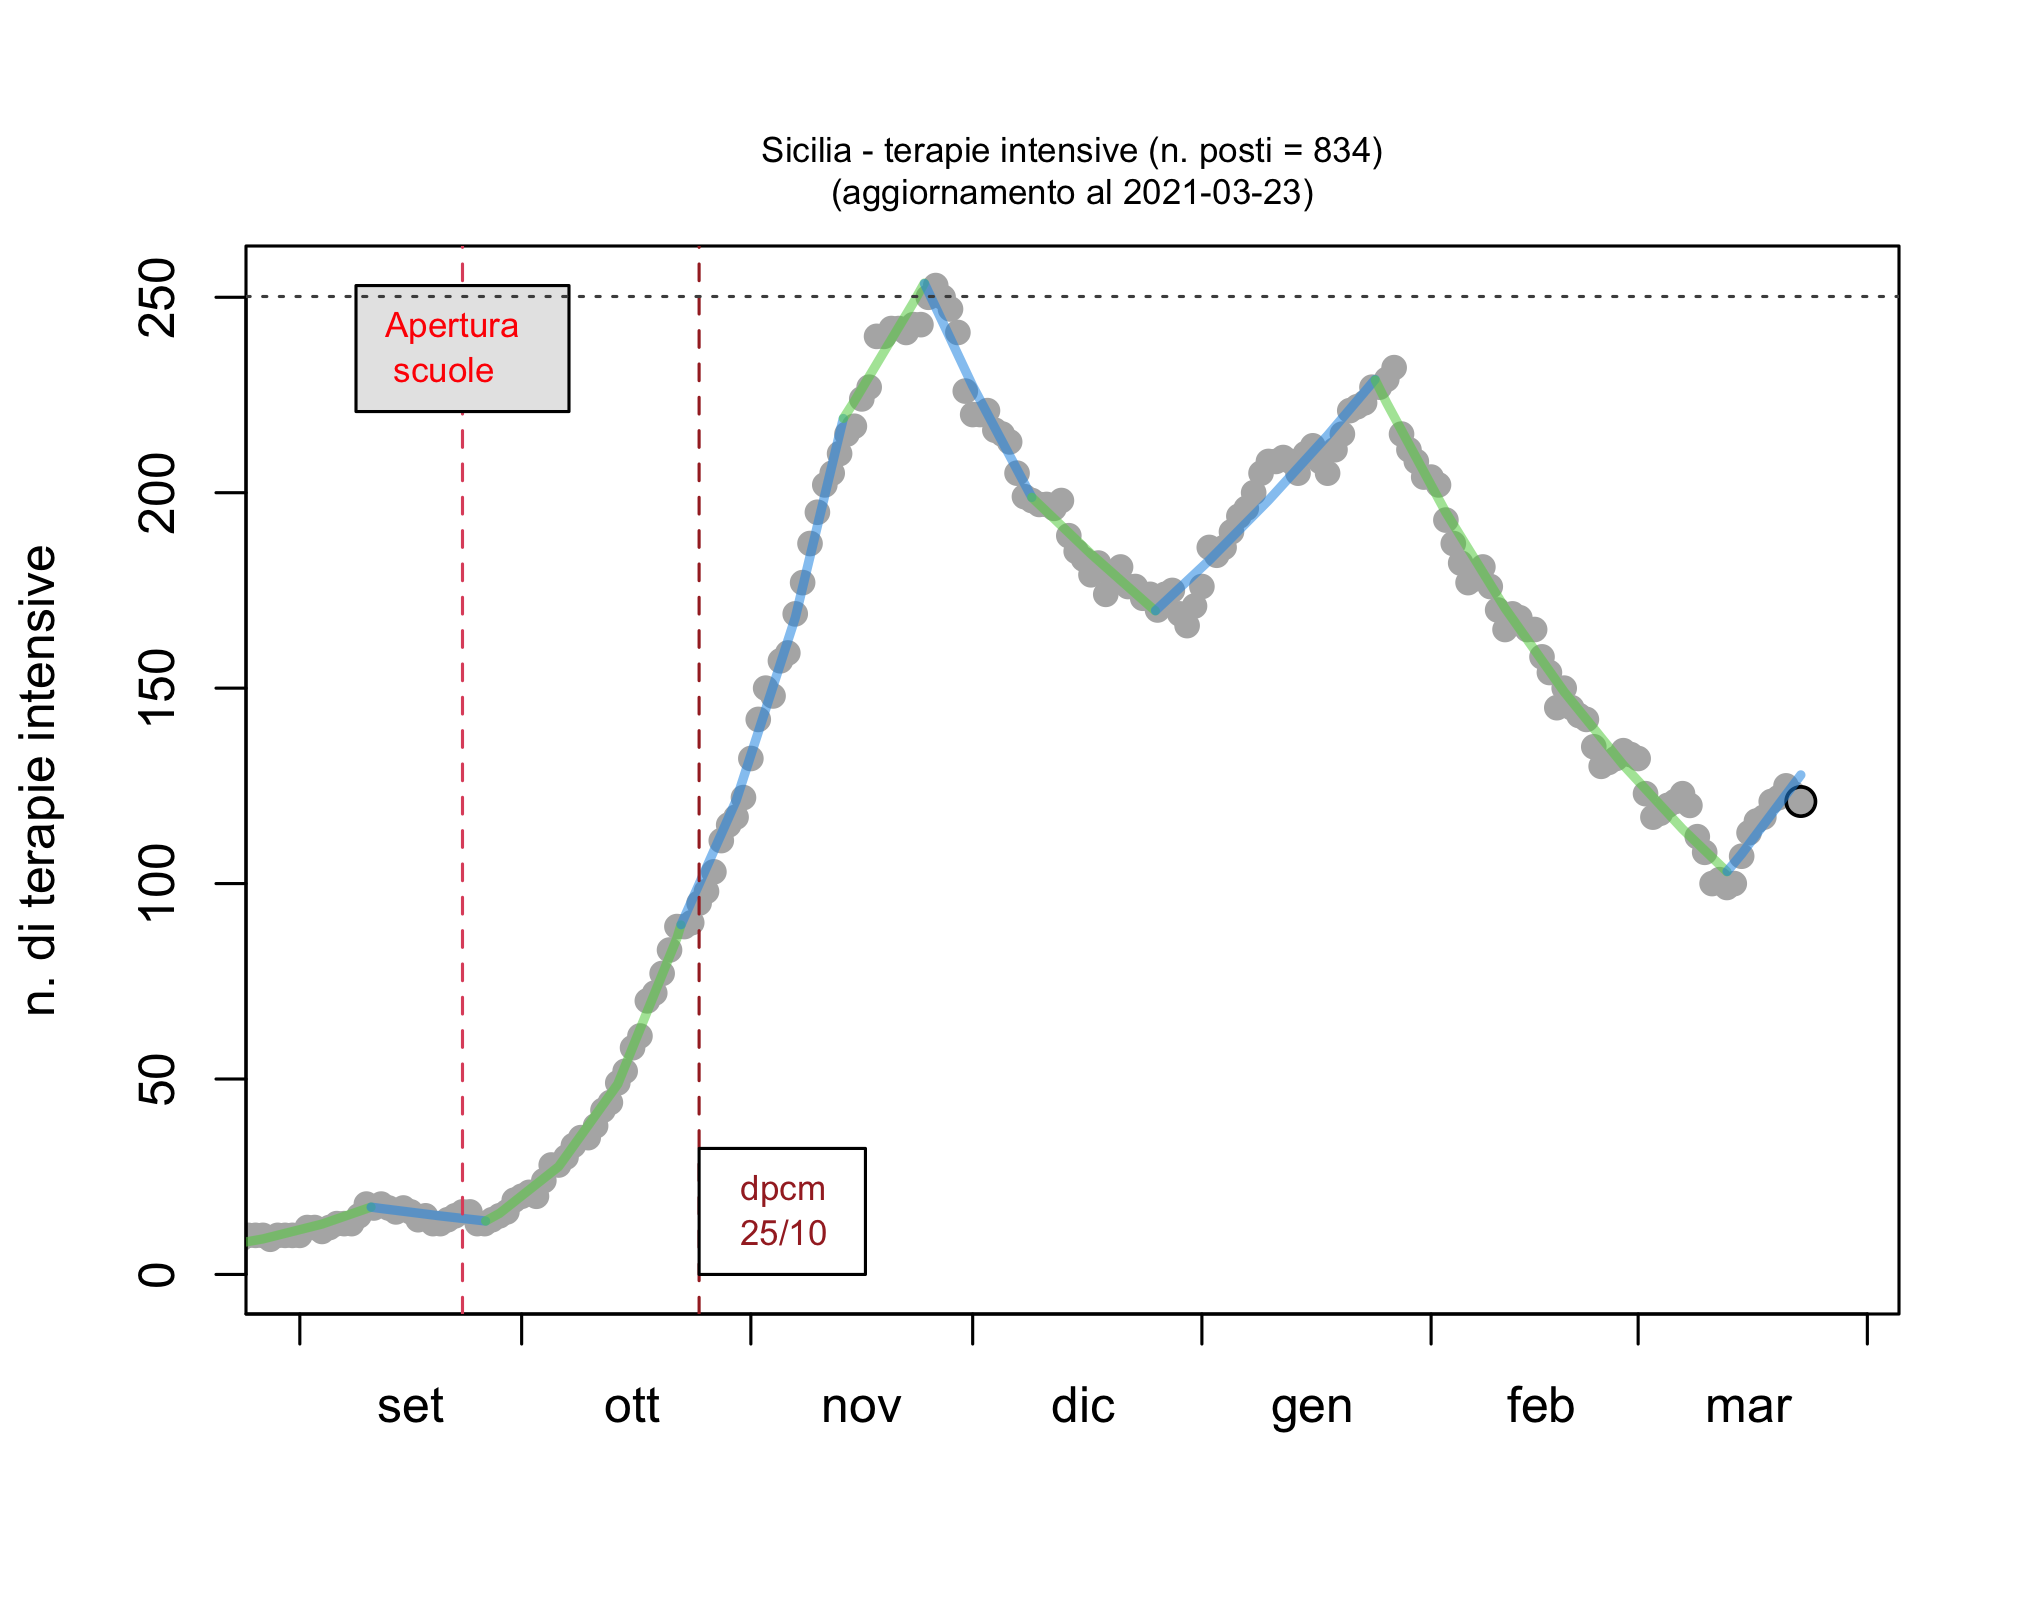 Sicilia - terapie intensive (n. posti = 834)
(aggiornamento al 2021-03-23)
n. di terapie intensive
250
200
150
100
50
0
Apertura
scuole
dpcm
25/10
set ott nov dic gen feb mar